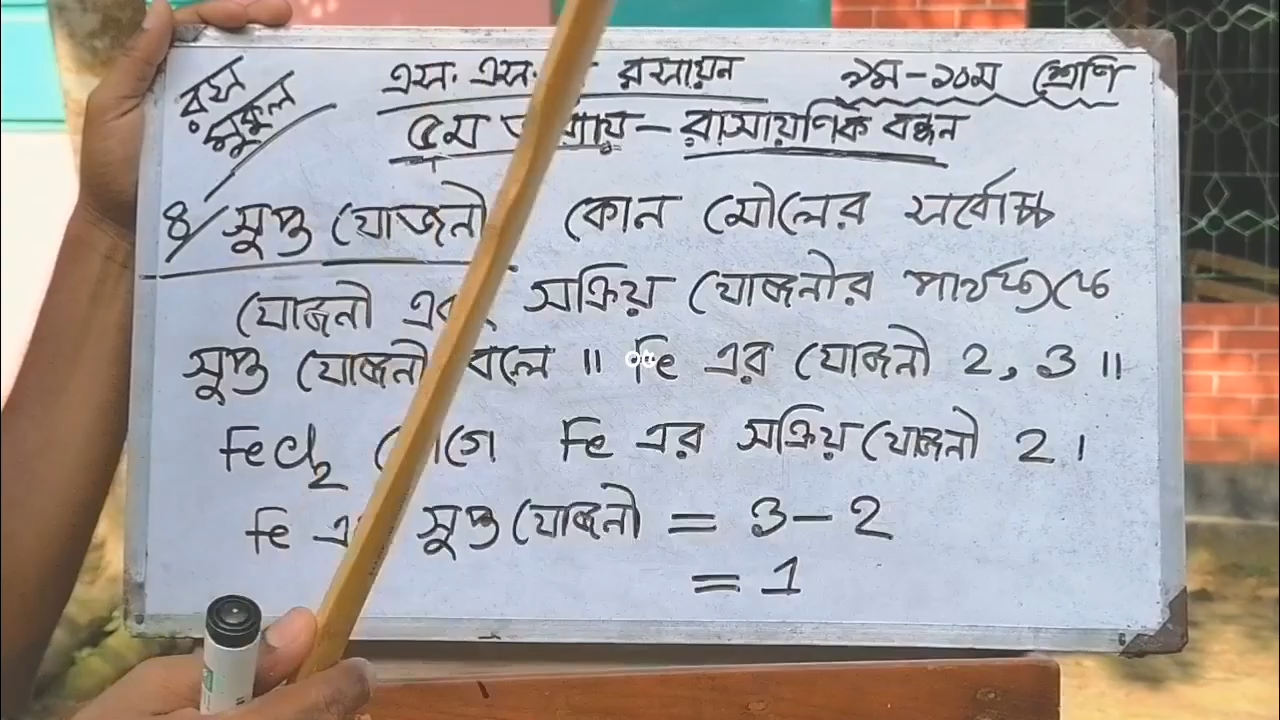 রয়্যাল মুকুল
এস. এস. রসায়ন ৯ম-১০ম শ্রেণি
৫ম অধ্যায় – রাসায়ণিক বন্ধন
৪/ সুপ্ত যোজনী কোন মৌলের সর্বোচ্চ
যোজনী এবং সক্রিয় যোজনীর পার্থক্যকে
সুপ্ত যোজনী বলে ॥ Fe এর যোজনী 2, 3 ॥
FeCl₂ যৌগে Fe এর সক্রিয় যোজনী 2।
Fe এর সুপ্ত যোজনী = 3 – 2
= 1